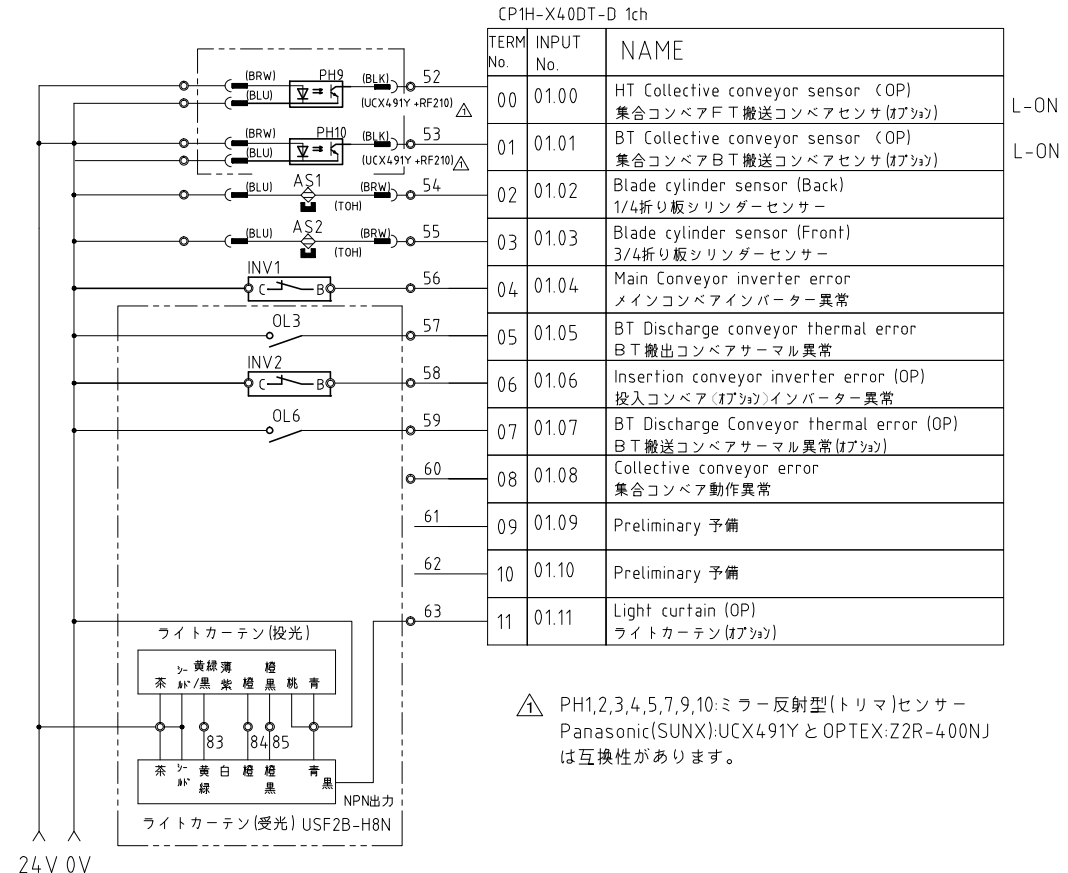 CP1H-X40DT-D 1ch
TERM No. INPUT No. NAME
(BRW) PH9 (BLK) 52
(BLU) (UCX491Y +RF210) 1
00 01.00 HT Collective conveyor sensor (OP)
集合コンベアFT搬送コンベアセンサ(オプション)
L-ON
(BRW) PH10 (BLK) 53
(BLU) (UCX491Y +RF210) 1
01 01.01 BT Collective conveyor sensor (OP)
集合コンベアBT搬送コンベアセンサ(オプション)
L-ON
(BLU) AS1 (BRW) 54
(TOH)
02 01.02 Blade cylinder sensor (Back)
1/4折り板シリンダーセンサー
(BLU) AS2 (BRW) 55
(TOH)
03 01.03 Blade cylinder sensor (Front)
3/4折り板シリンダーセンサー
INV1 56
C B
04 01.04 Main Conveyor inverter error
メインコンベアインバーター異常
OL3 57
05 01.05 BT Discharge conveyor thermal error
BT搬出コンベアサーマル異常
INV2 58
C B
06 01.06 Insertion conveyor inverter error (OP)
投入コンベア(オプション)インバーター異常
OL6 59
07 01.07 BT Discharge Conveyor thermal error (OP)
BT搬送コンベアサーマル異常(オプション)
60
08 01.08 Collective conveyor error
集合コンベア動作異常
61
09 01.09 Preliminary 予備
62
10 01.10 Preliminary 予備
63
11 01.11 Light curtain (OP)
ライトカーテン(オプション)
ライトカーテン(投光)
茶 シールド 黄緑/黒 薄紫 橙 橙黒 桃 青
83 84 85
茶 シールド 黄緑 白 橙 橙黒 青 黒
NPN出力
ライトカーテン(受光) USF2B-H8N
24V 0V
1 PH1,2,3,4,5,7,9,10:ミラー反射型(トリマ)センサー
Panasonic(SUNX):UCX491YとOPTEX:Z2R-400NJ
は互換性があります。